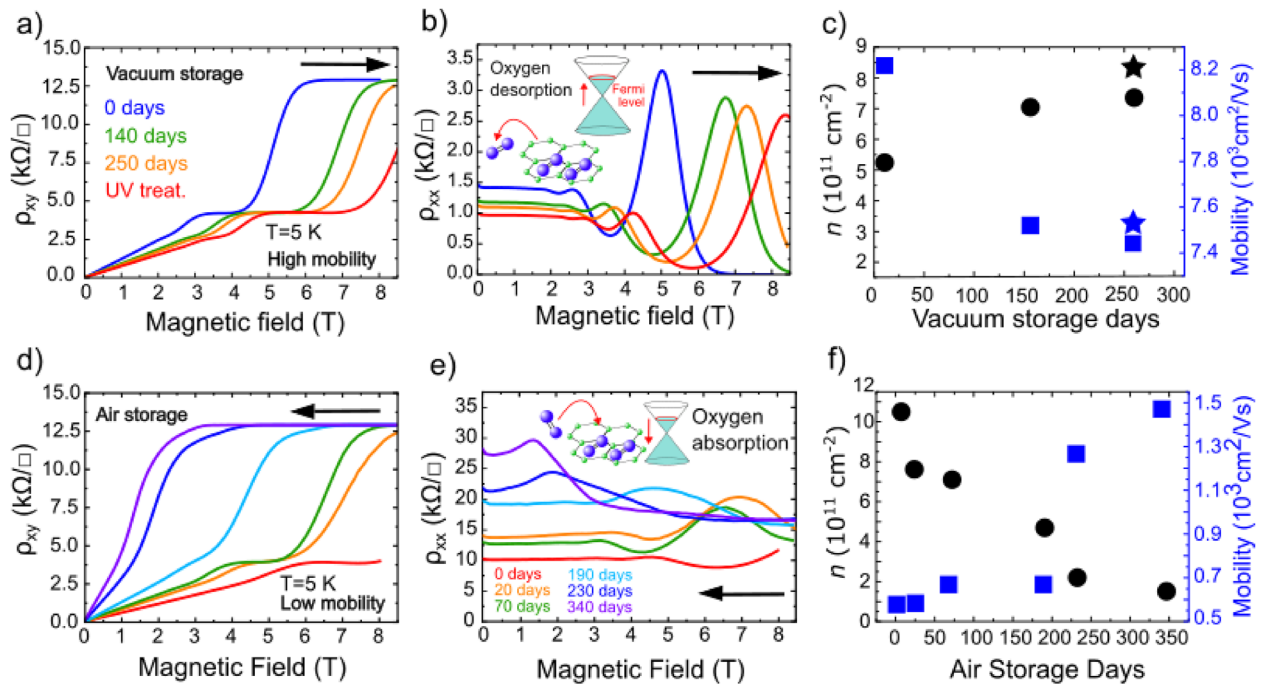 a)
15.0
12.5
10.0
7.5
5.0
2.5
0.0
ρxy (kΩ/□)
Vacuum storage
0 days
140 days
250 days
UV treat.
T=5 K
High mobility
0 1 2 3 4 5 6 7 8
Magnetic field (T)
b)
3.5
3.0
2.5
2.0
1.5
1.0
0.5
0.0
ρxx (kΩ/□)
Oxygen
desorption
Fermi
level
0 1 2 3 4 5 6 7 8
Magnetic field (T)
c)
9
8
7
6
5
4
3
2
n (10¹¹ cm⁻²)
8.2
8.0
7.8
7.6
7.4
Mobility (10³cm²/Vs)
0 50 100 150 200 250 300
Vacuum storage days
d)
15.0
12.5
10.0
7.5
5.0
2.5
0.0
ρxy (kΩ/□)
Air storage
T=5 K
Low mobility
0 1 2 3 4 5 6 7 8
Magnetic Field (T)
e)
35
30
25
20
15
10
5
0
ρxx (kΩ/□)
Oxygen
absorption
0 days 190 days
20 days 230 days
70 days 340 days
0 1 2 3 4 5 6 7 8
Magnetic Field (T)
f)
12
10
8
6
4
2
0
n (10¹¹ cm⁻²)
1.5
1.3
1.1
0.9
0.7
0.5
Mobility (10³cm²/Vs)
0 50 100 150 200 250 300 350
Air Storage Days